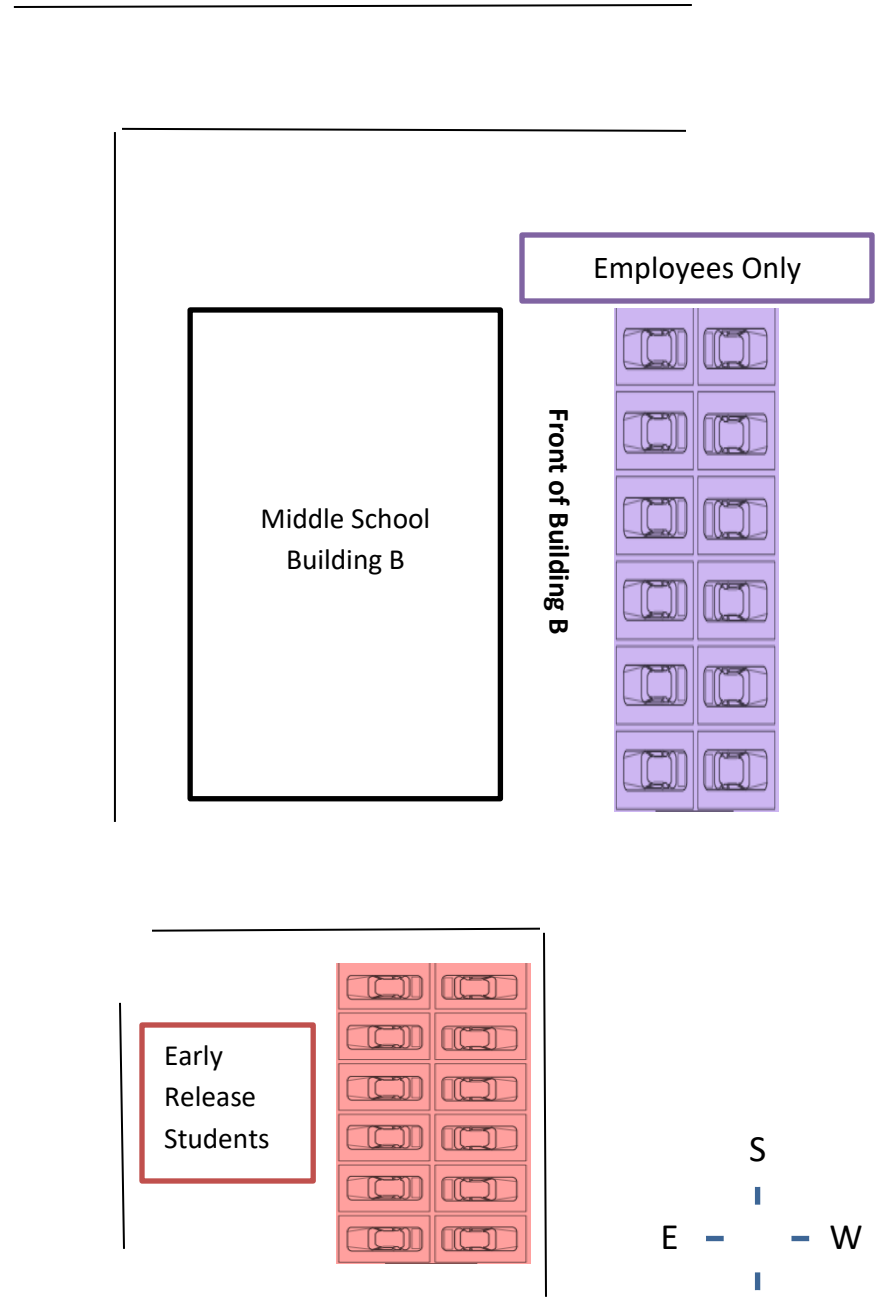 Employees Only
Middle School
Building B
Front of Building B
Early
Release
Students
S
E
W